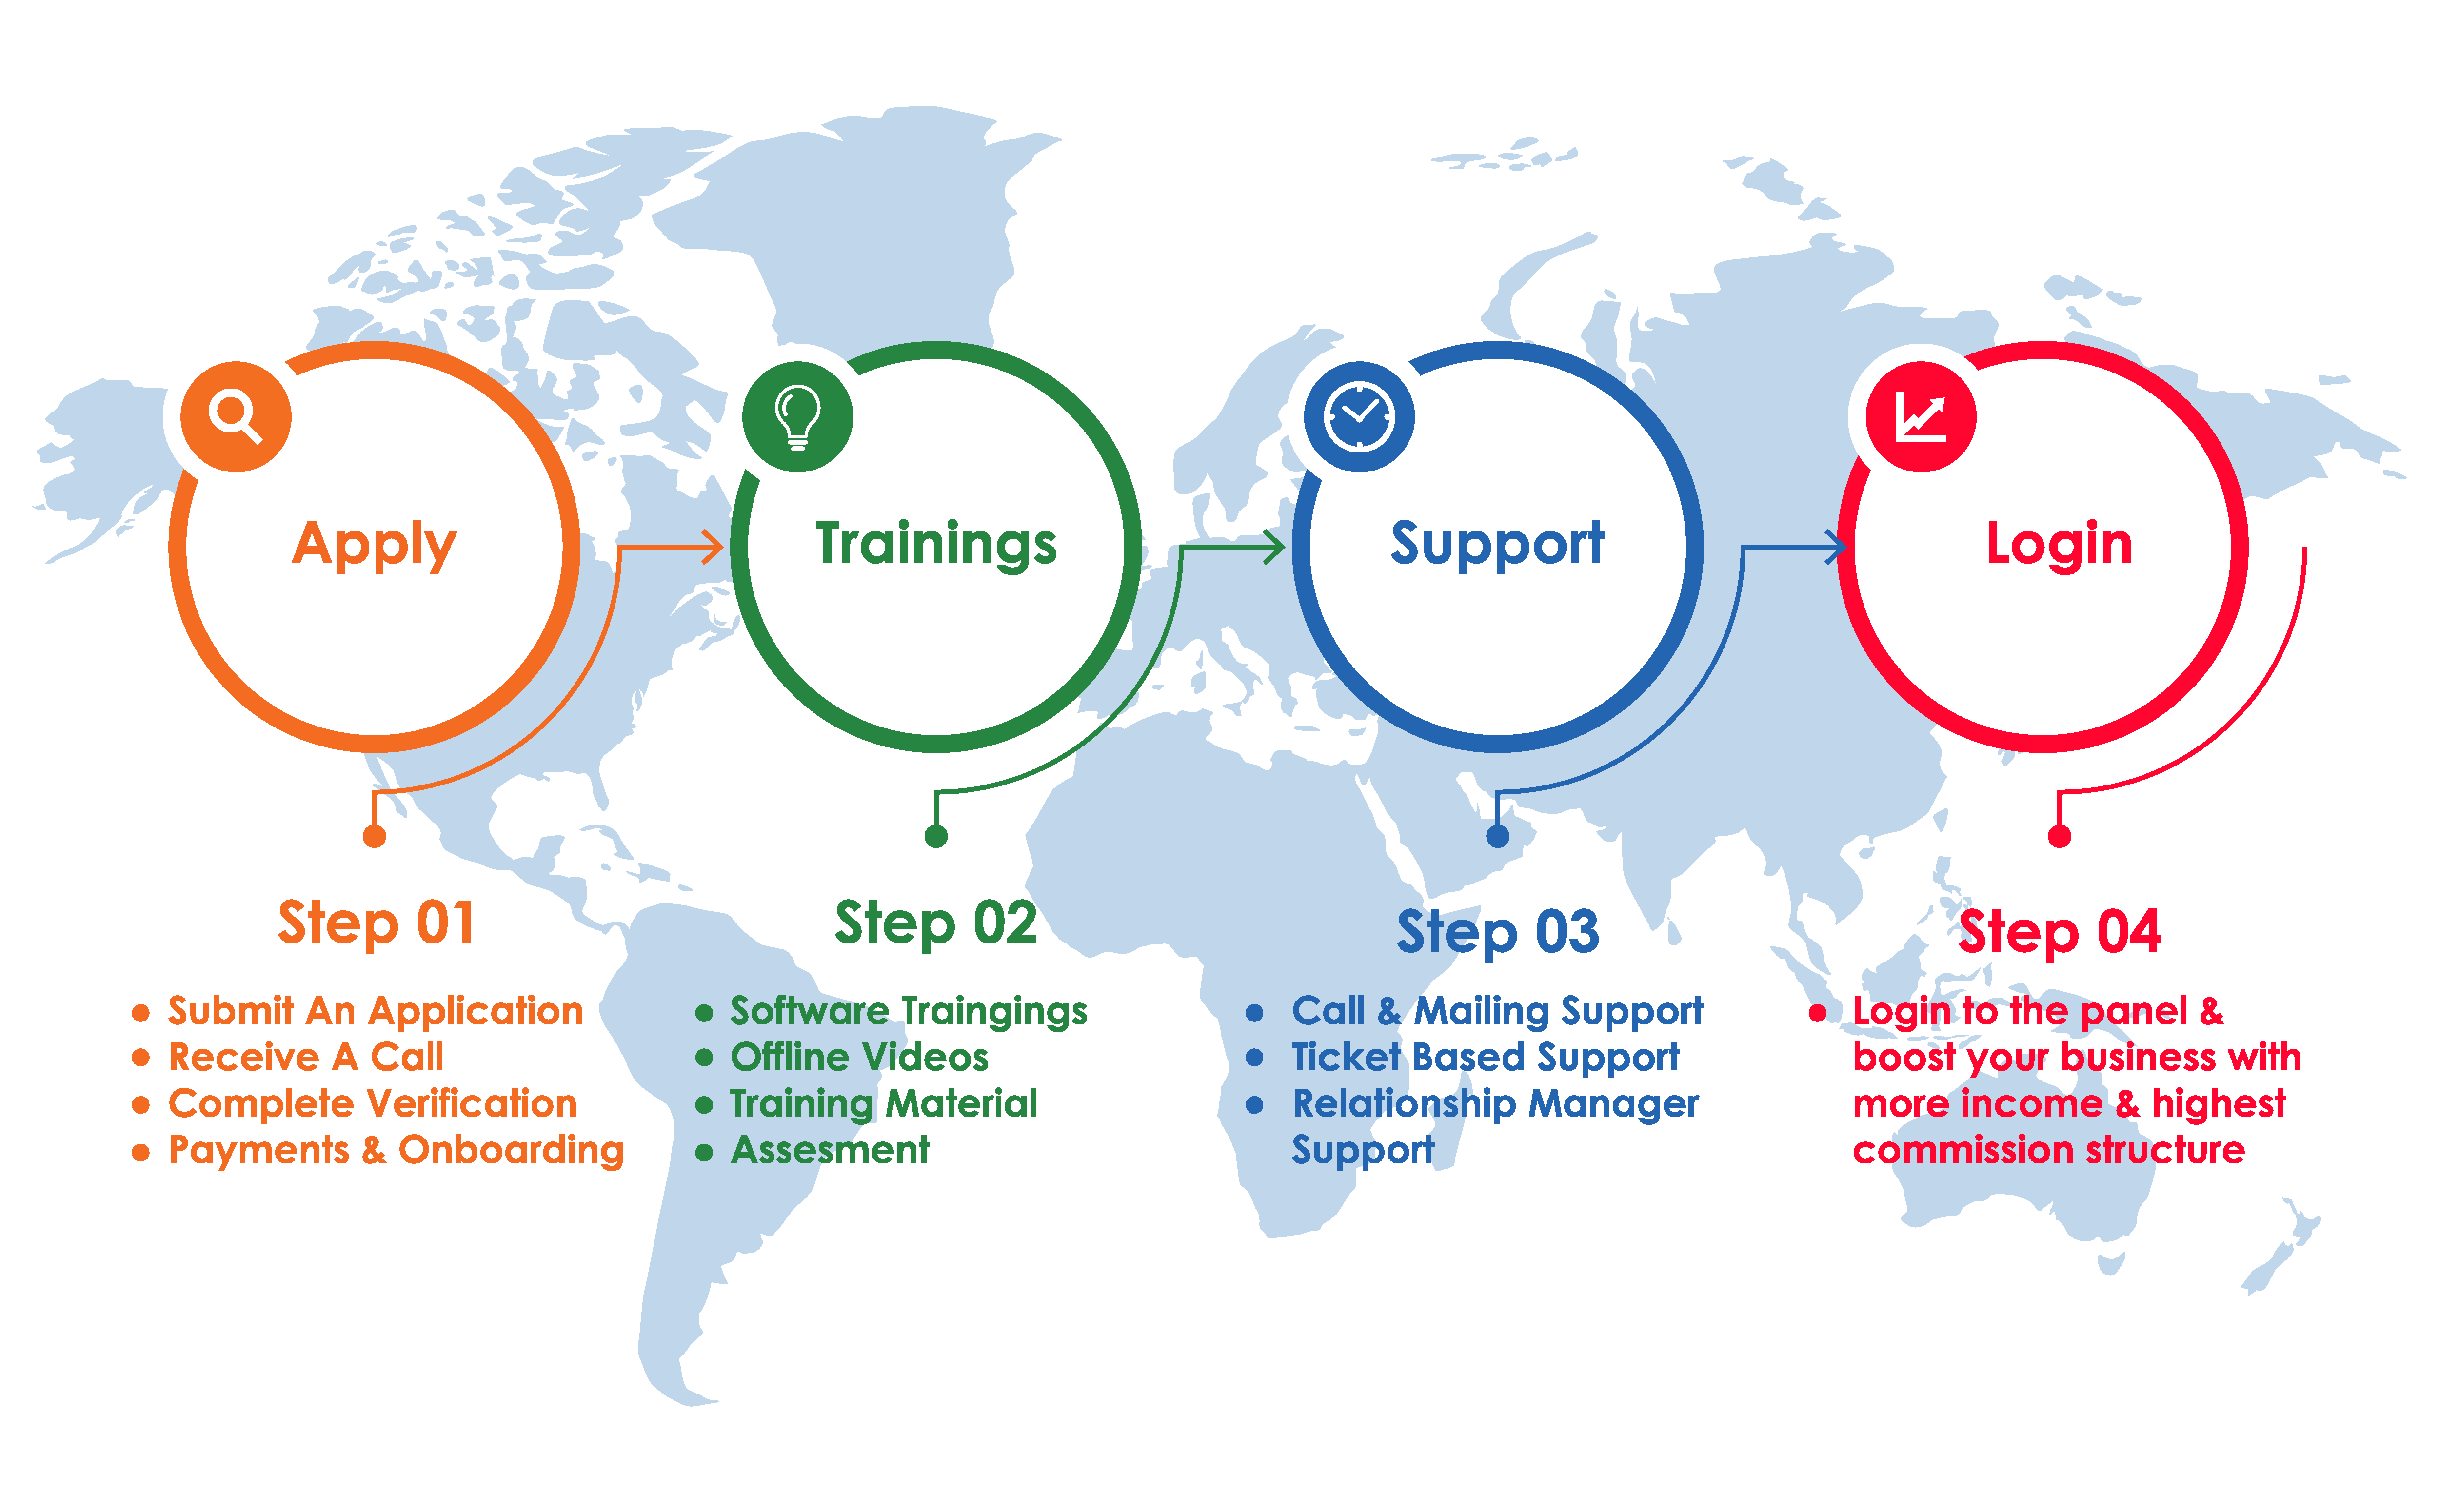 Apply
Trainings
Support
Login
Step 01
Submit An Application
Receive A Call
Complete Verification
Payments & Onboarding
Step 02
Software Traingings
Offline Videos
Training Material
Assesment
Step 03
Call & Mailing Support
Ticket Based Support
Relationship Manager
Support
Step 04
Login to the panel &
boost your business with
more income & highest
commission structure